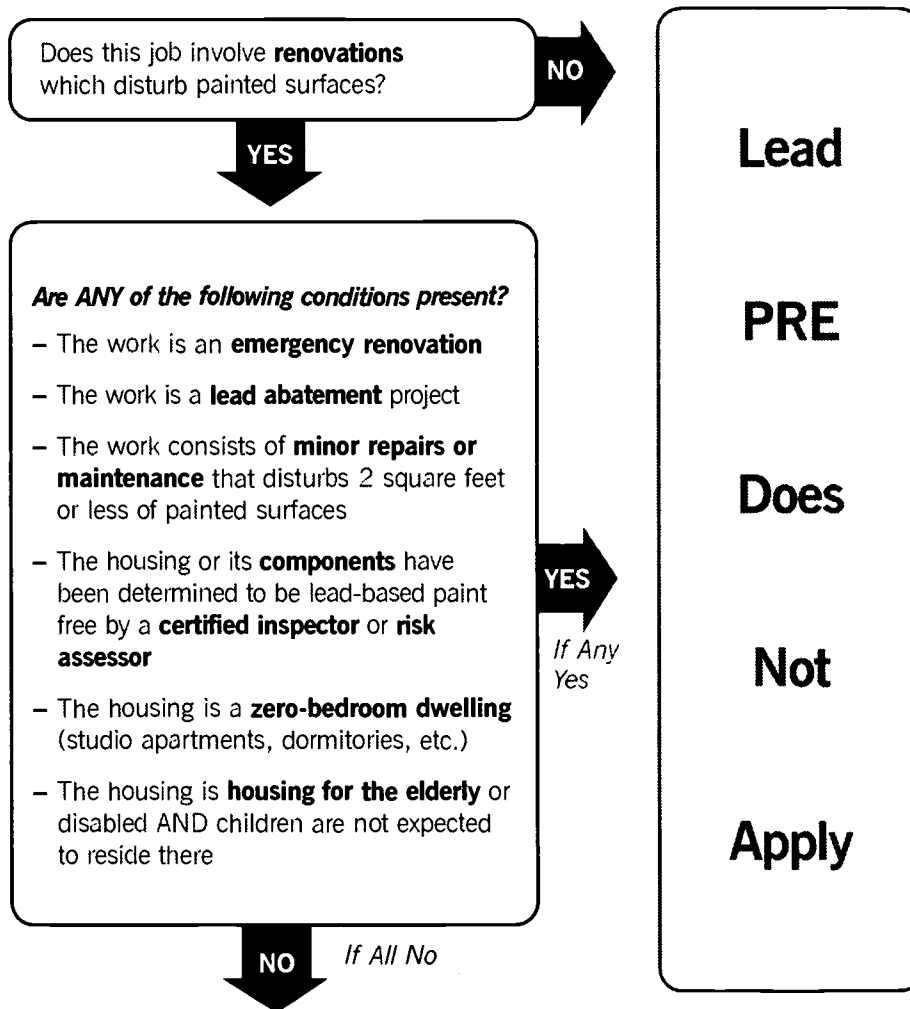 Does this job involve renovations
which disturb painted surfaces?
NO
YES
Are ANY of the following conditions present?
– The work is an emergency renovation
– The work is a lead abatement project
– The work consists of minor repairs or
maintenance that disturbs 2 square feet
or less of painted surfaces
– The housing or its components have
been determined to be lead-based paint
free by a certified inspector or risk
assessor
– The housing is a zero-bedroom dwelling
(studio apartments, dormitories, etc.)
– The housing is housing for the elderly or
disabled AND children are not expected
to reside there
YES
If Any
Yes
NO
If All No
Lead
PRE
Does
Not
Apply